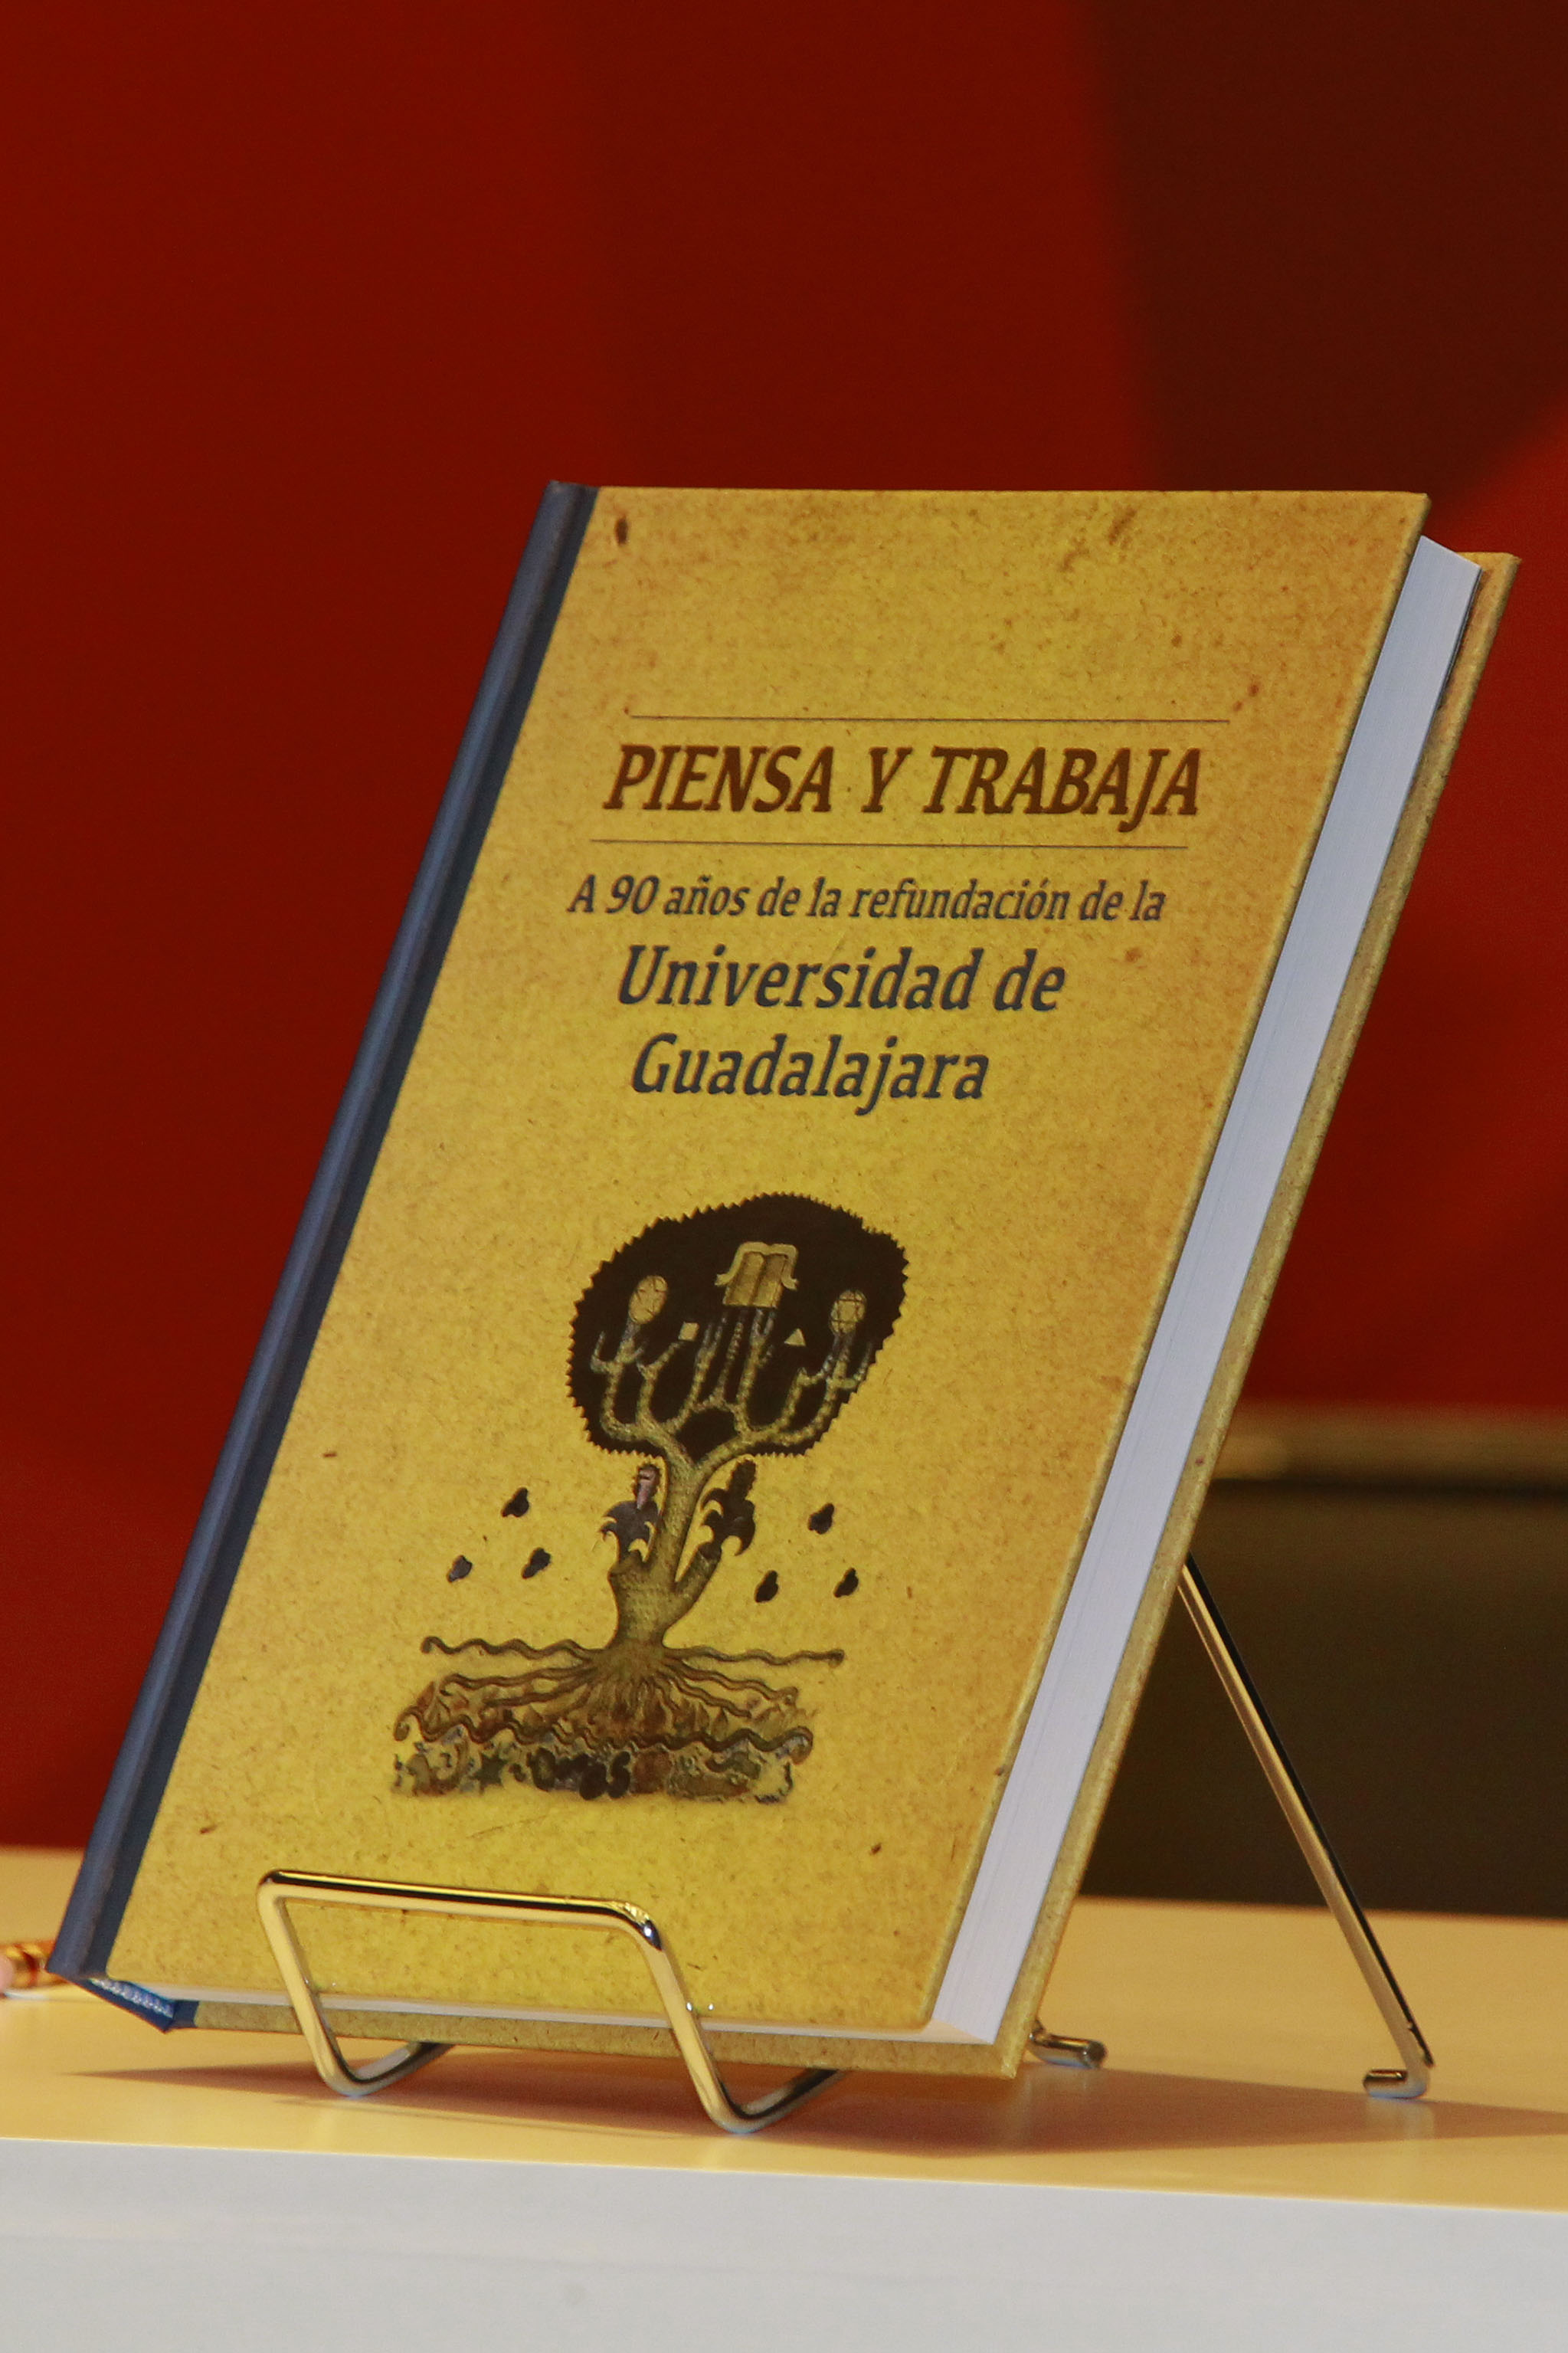 PIENSA Y TRABAJA
A 90 años de la refundación de la
Universidad de
Guadalajara